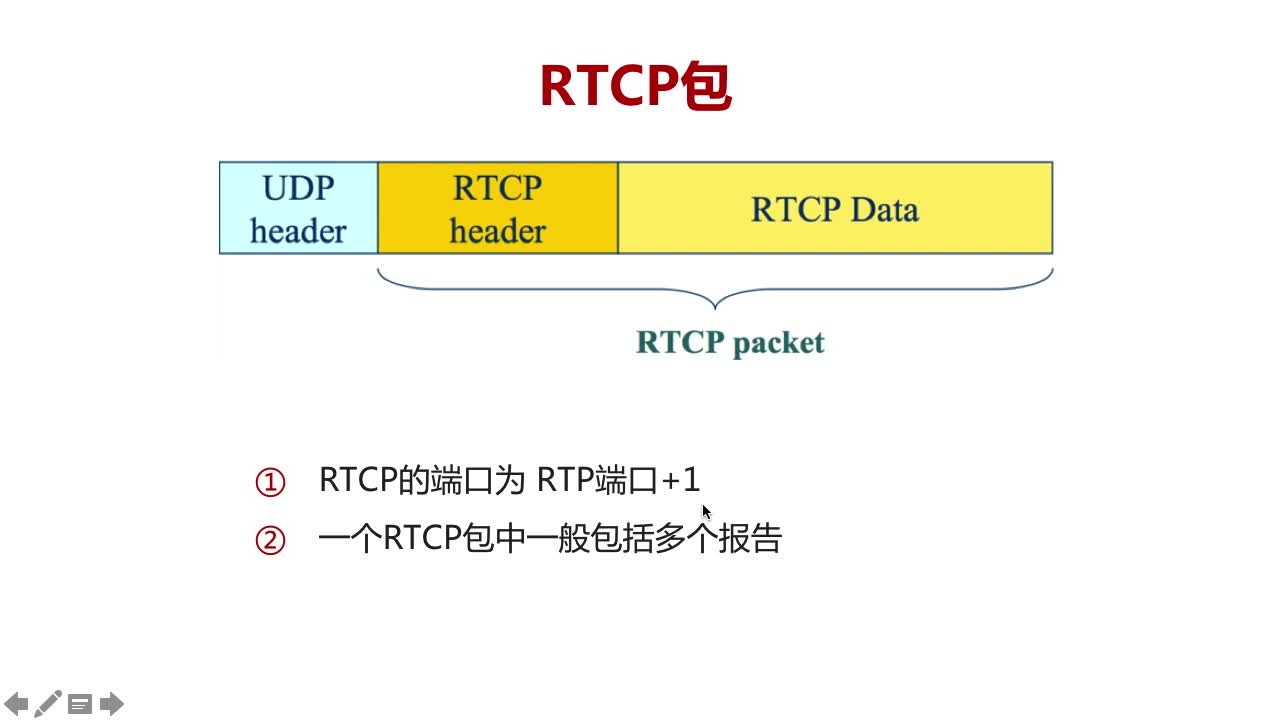 RTCP包
UDP
header
RTCP
header
RTCP Data
RTCP packet
① RTCP的端口为 RTP端口+1
② 一个RTCP包中一般包括多个报告